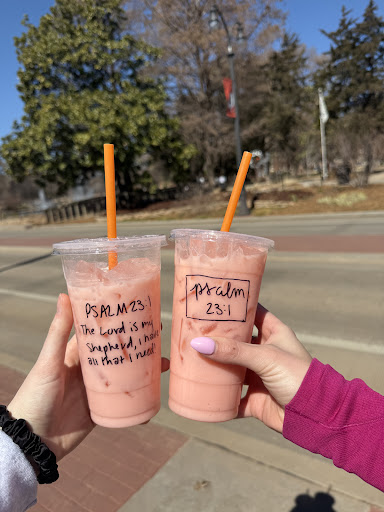 PSALM 23:1
The Lord is my
Shepherd, I have
all that I need.
psalm
23:1